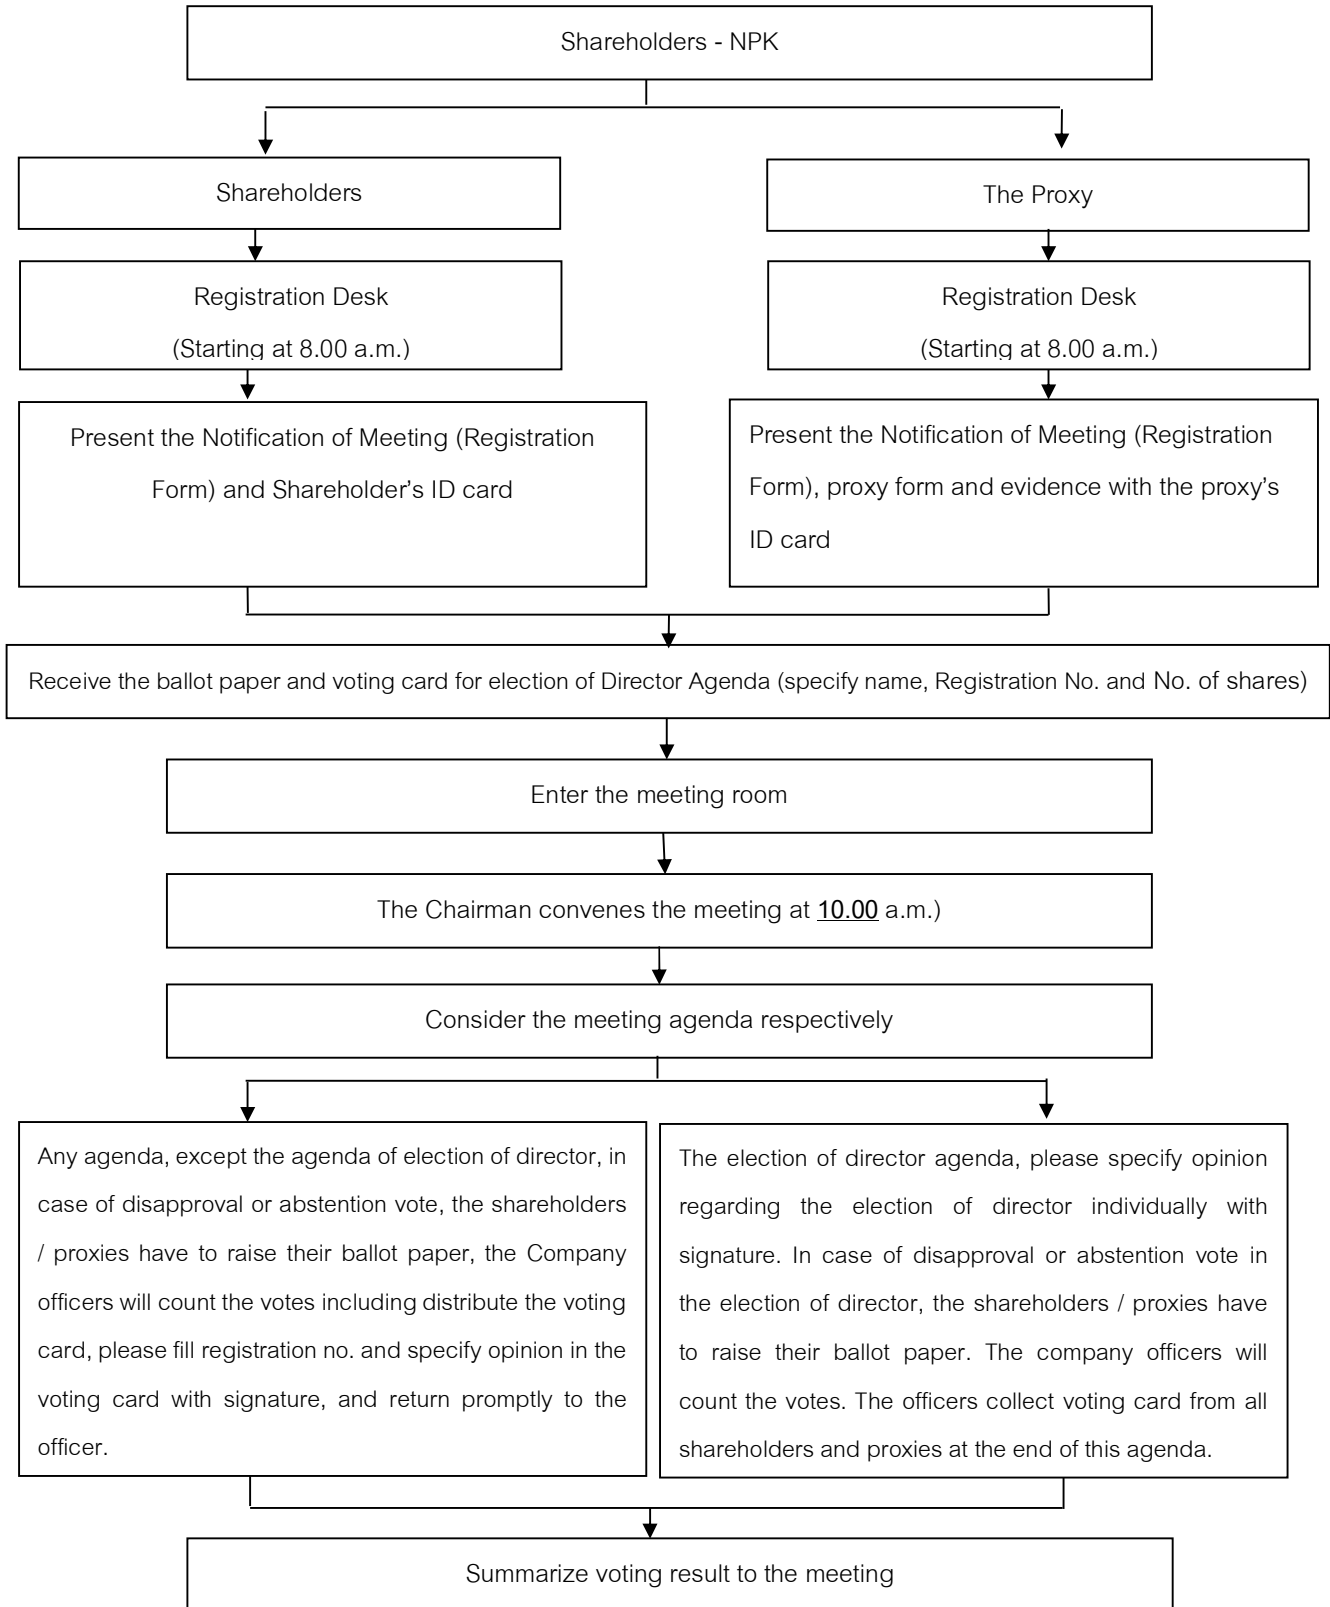 Shareholders - NPK
Shareholders
The Proxy
Registration Desk
(Starting at 8.00 a.m.)
Registration Desk
(Starting at 8.00 a.m.)
Present the Notification of Meeting (Registration
Form) and Shareholder’s ID card
Present the Notification of Meeting (Registration
Form), proxy form and evidence with the proxy’s
ID card
Receive the ballot paper and voting card for election of Director Agenda (specify name, Registration No. and No. of shares)
Enter the meeting room
The Chairman convenes the meeting at 10.00 a.m.)
Consider the meeting agenda respectively
Any agenda, except the agenda of election of director, in
case of disapproval or abstention vote, the shareholders
/ proxies have to raise their ballot paper, the Company
officers will count the votes including distribute the voting
card, please fill registration no. and specify opinion in the
voting card with signature, and return promptly to the
officer.
The election of director agenda, please specify opinion
regarding the election of director individually with
signature. In case of disapproval or abstention vote in
the election of director, the shareholders / proxies have
to raise their ballot paper. The company officers will
count the votes. The officers collect voting card from all
shareholders and proxies at the end of this agenda.
Summarize voting result to the meeting